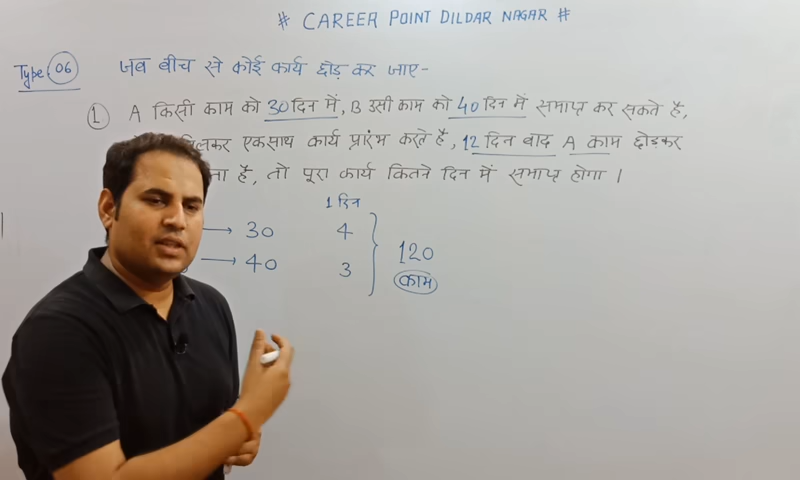 # CAREER POINT DILDAR NAGAR #
Type 06 जब बीच से कोई कार्य छोड़ कर जाए-
1 A किसी काम को 30 दिन में, B उसी काम को 40 दिन में समाप्त कर सकते है,
एकसाथ कार्य प्रारंभ करते है, 12 दिन बाद A काम छोड़कर
है, तो पूरा कार्य कितने दिन में समाप्त होगा ।
1 दिन
→ 30 4
→ 40 3
120
काम